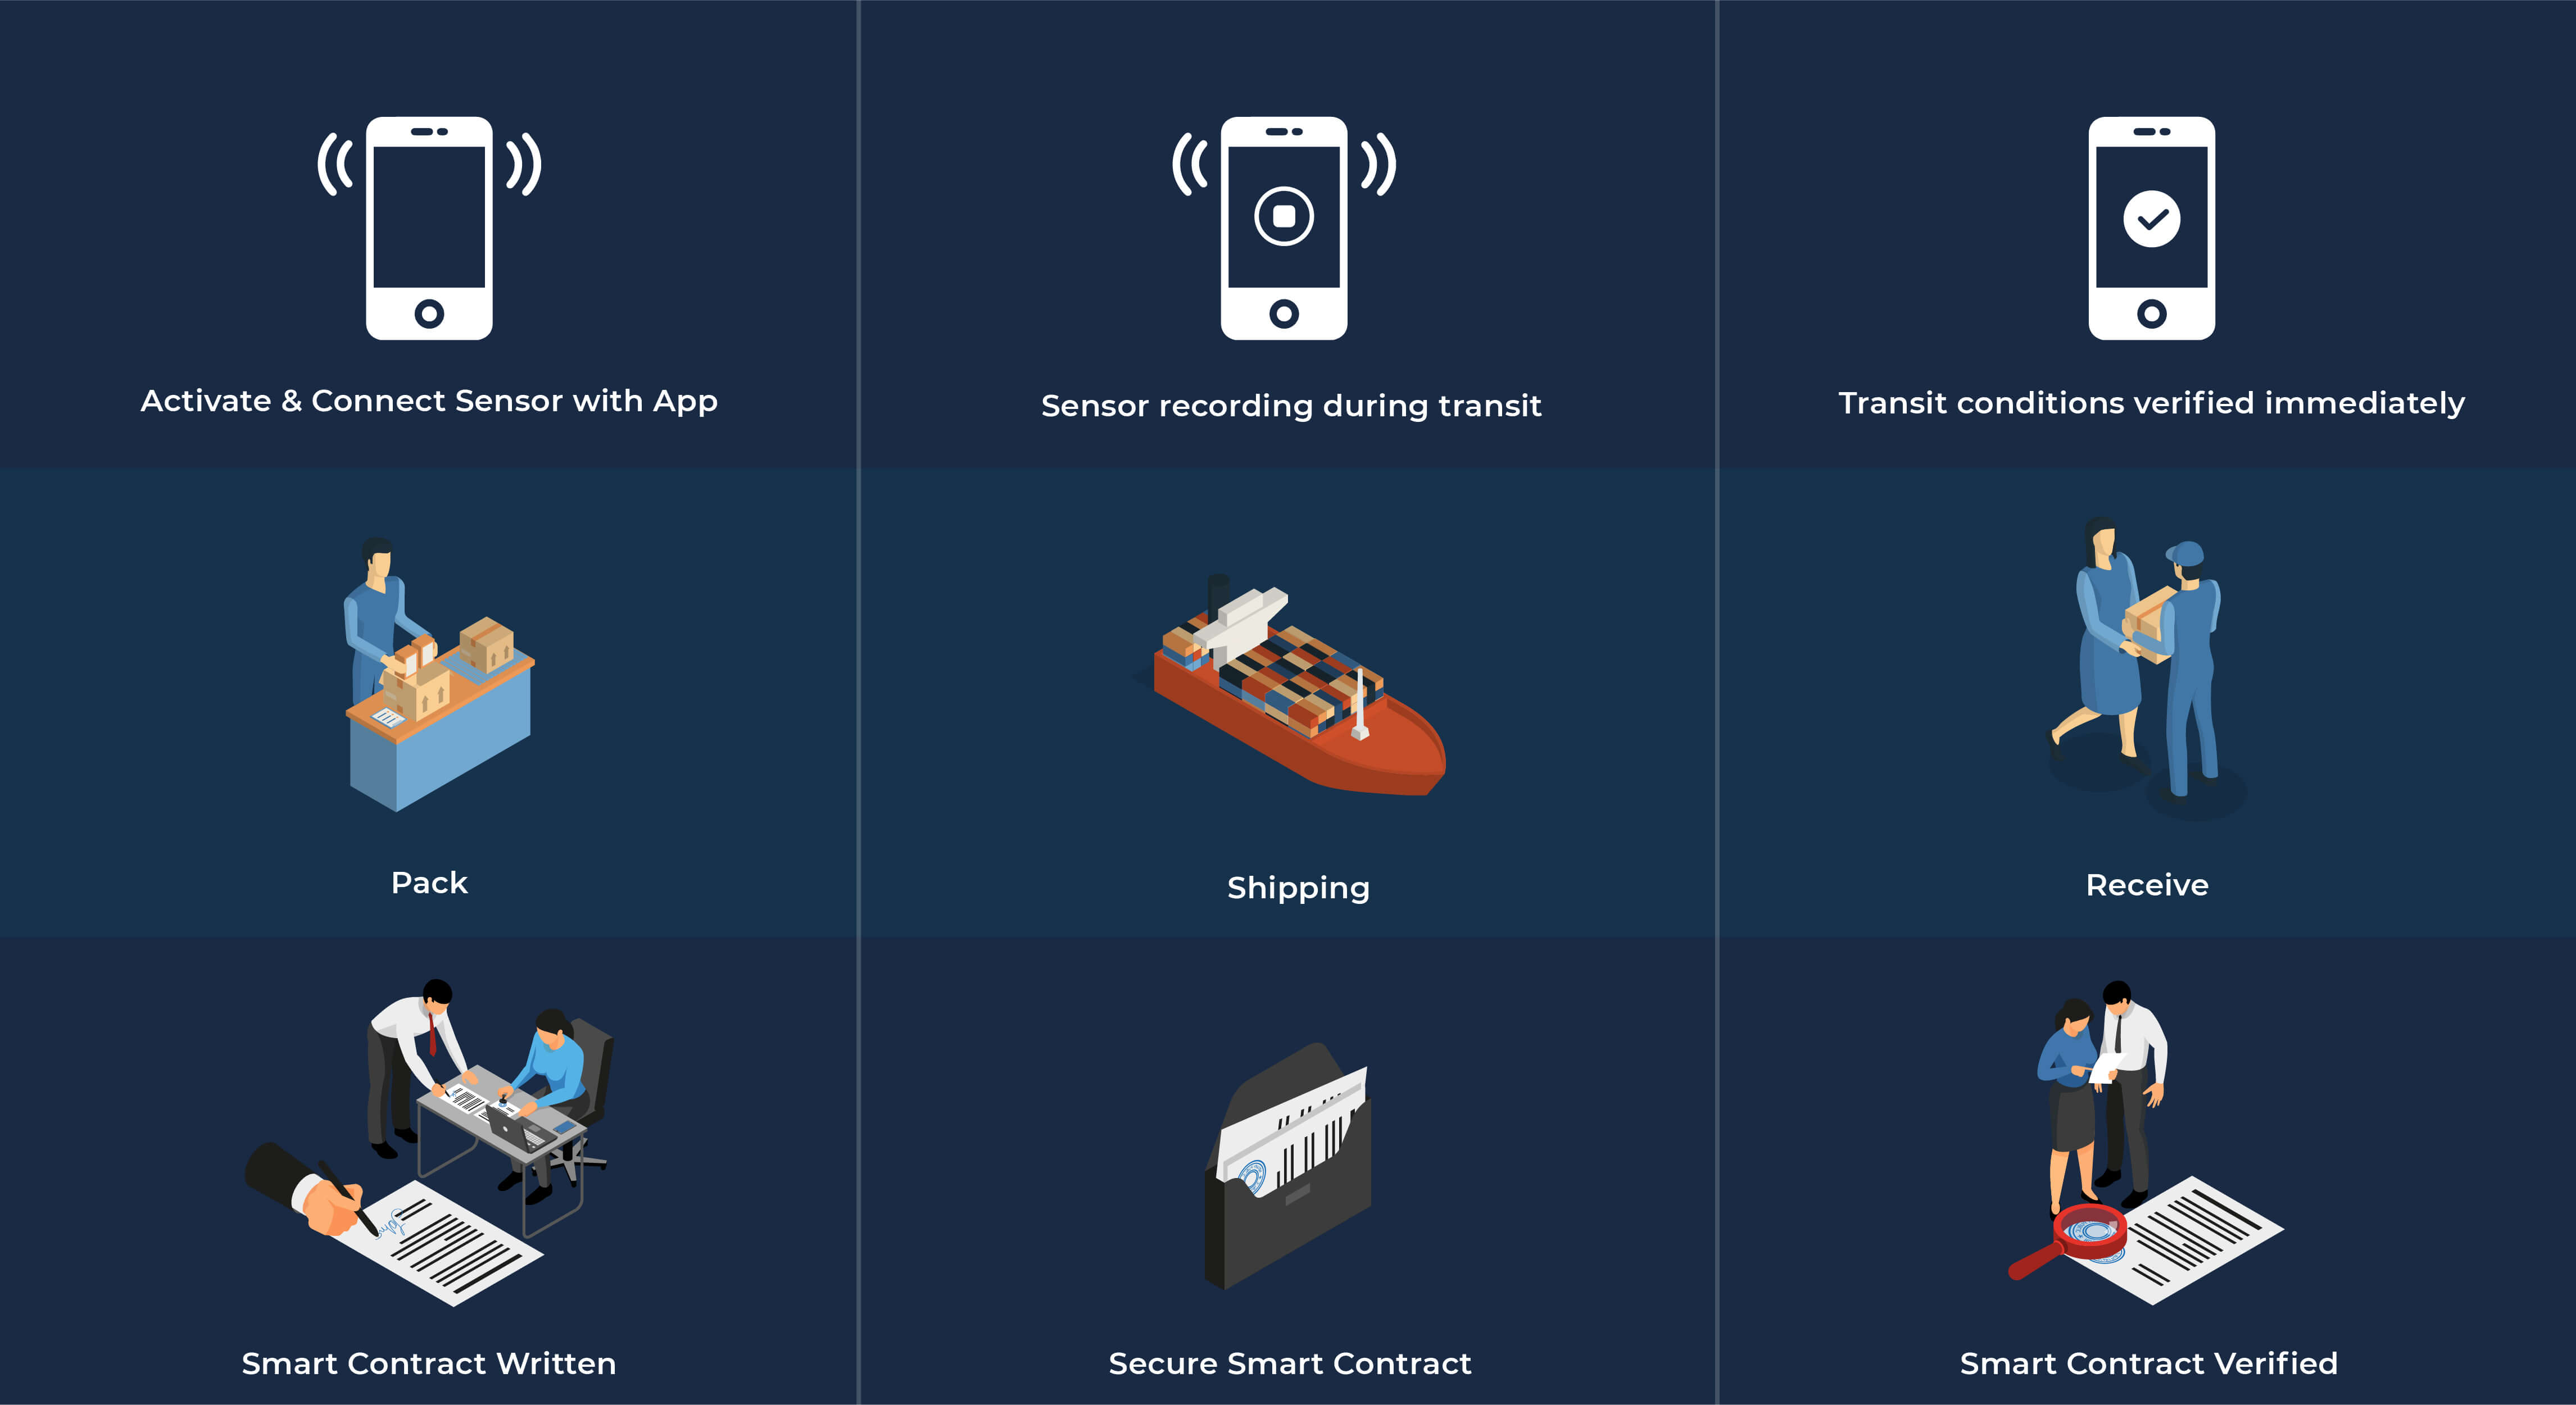 Activate & Connect Sensor with App
Sensor recording during transit
Transit conditions verified immediately
Pack
Shipping
Receive
Smart Contract Written
Secure Smart Contract
Smart Contract Verified